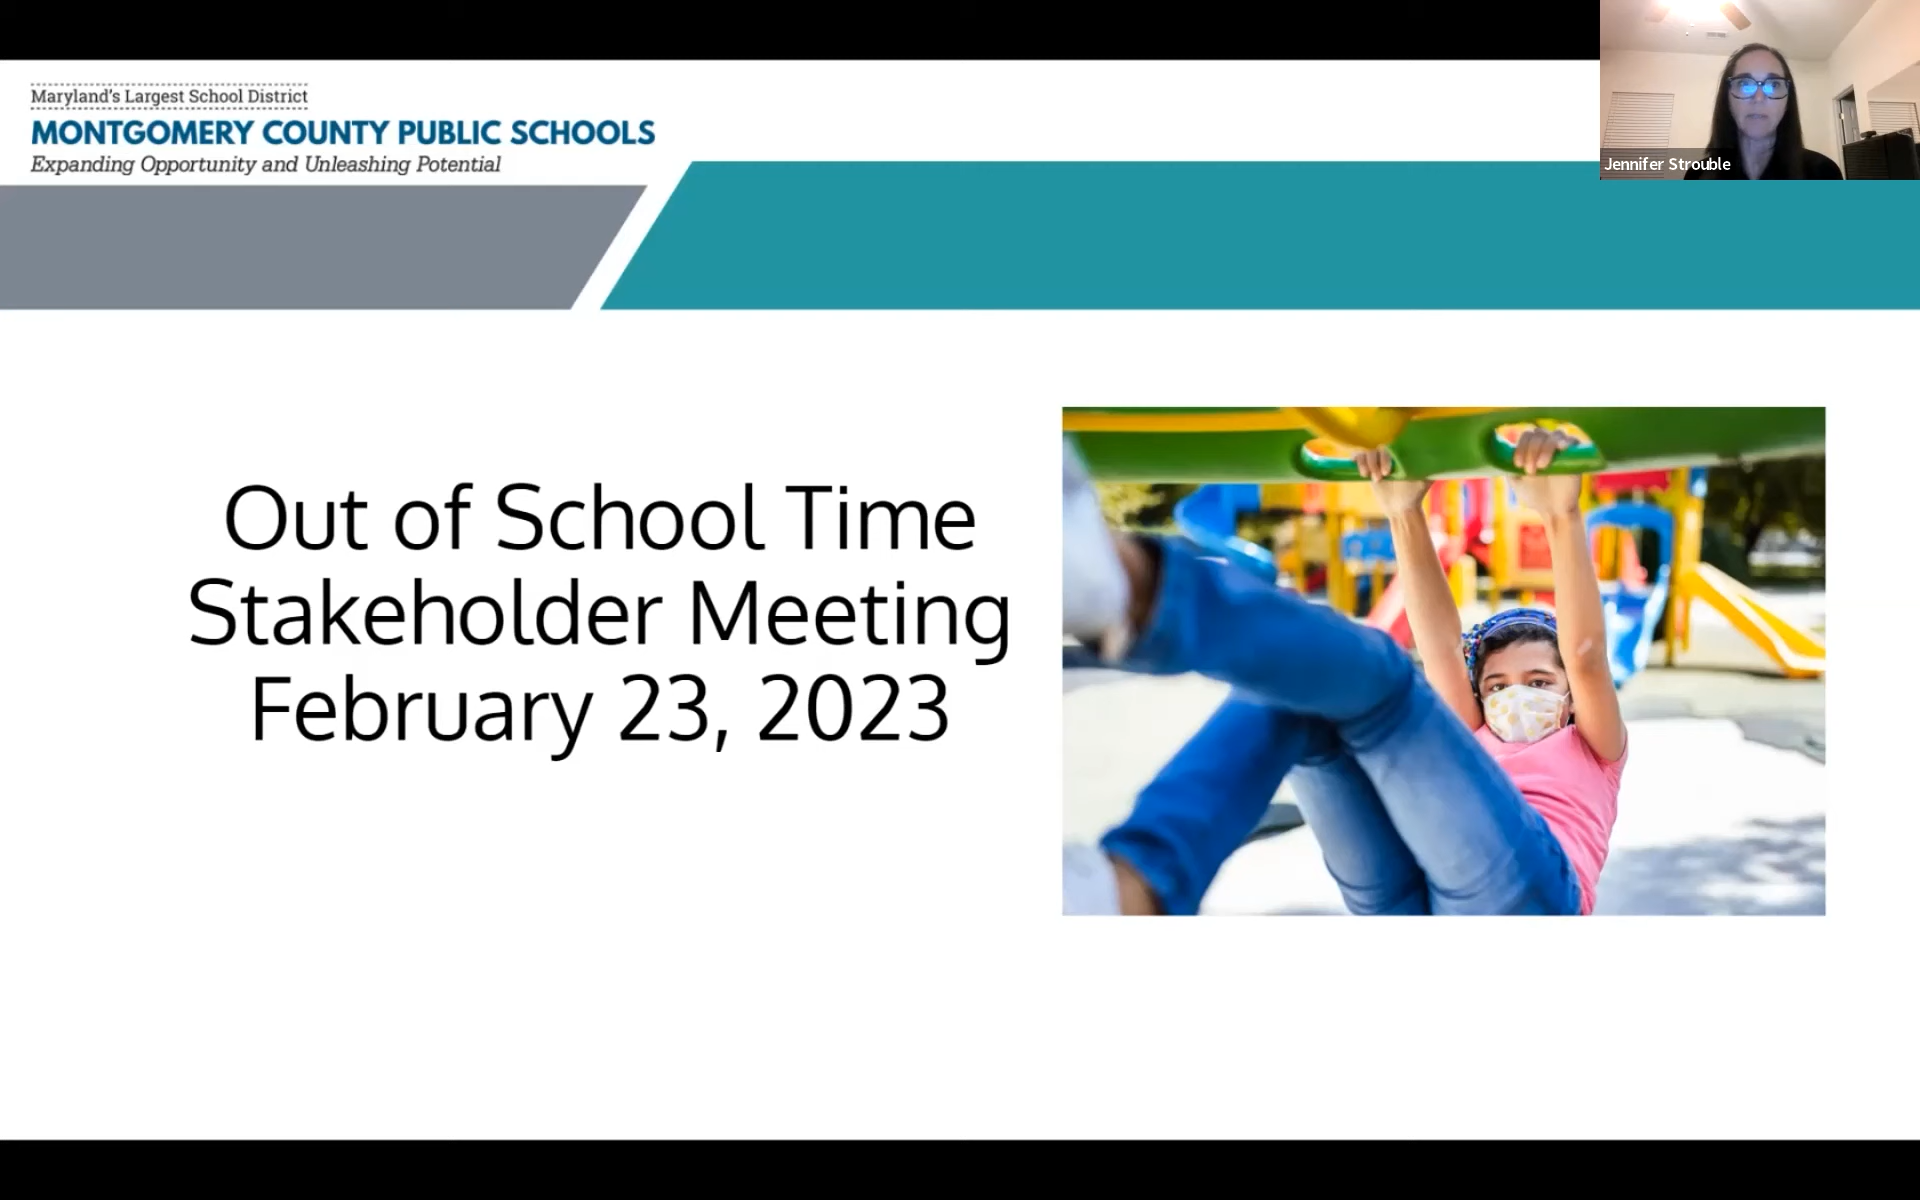 Maryland's Largest School District
MONTGOMERY COUNTY PUBLIC SCHOOLS
Expanding Opportunity and Unleashing Potential
Jennifer Strouble
Out of School Time
Stakeholder Meeting
February 23, 2023